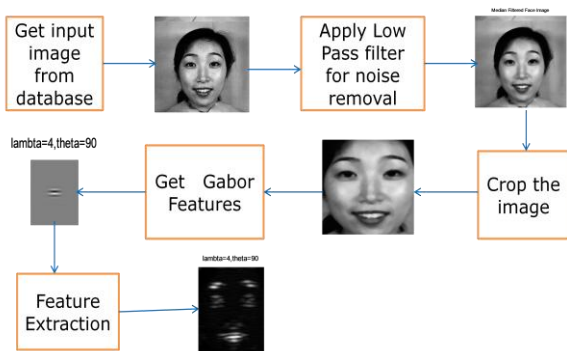 Get input
image
from
database
Apply Low
Pass filter
for noise
removal
Median Filtered Face Image
lambta=4,theta=90
Get Gabor
Features
Crop the
image
Feature
Extraction
lambta=4,theta=90